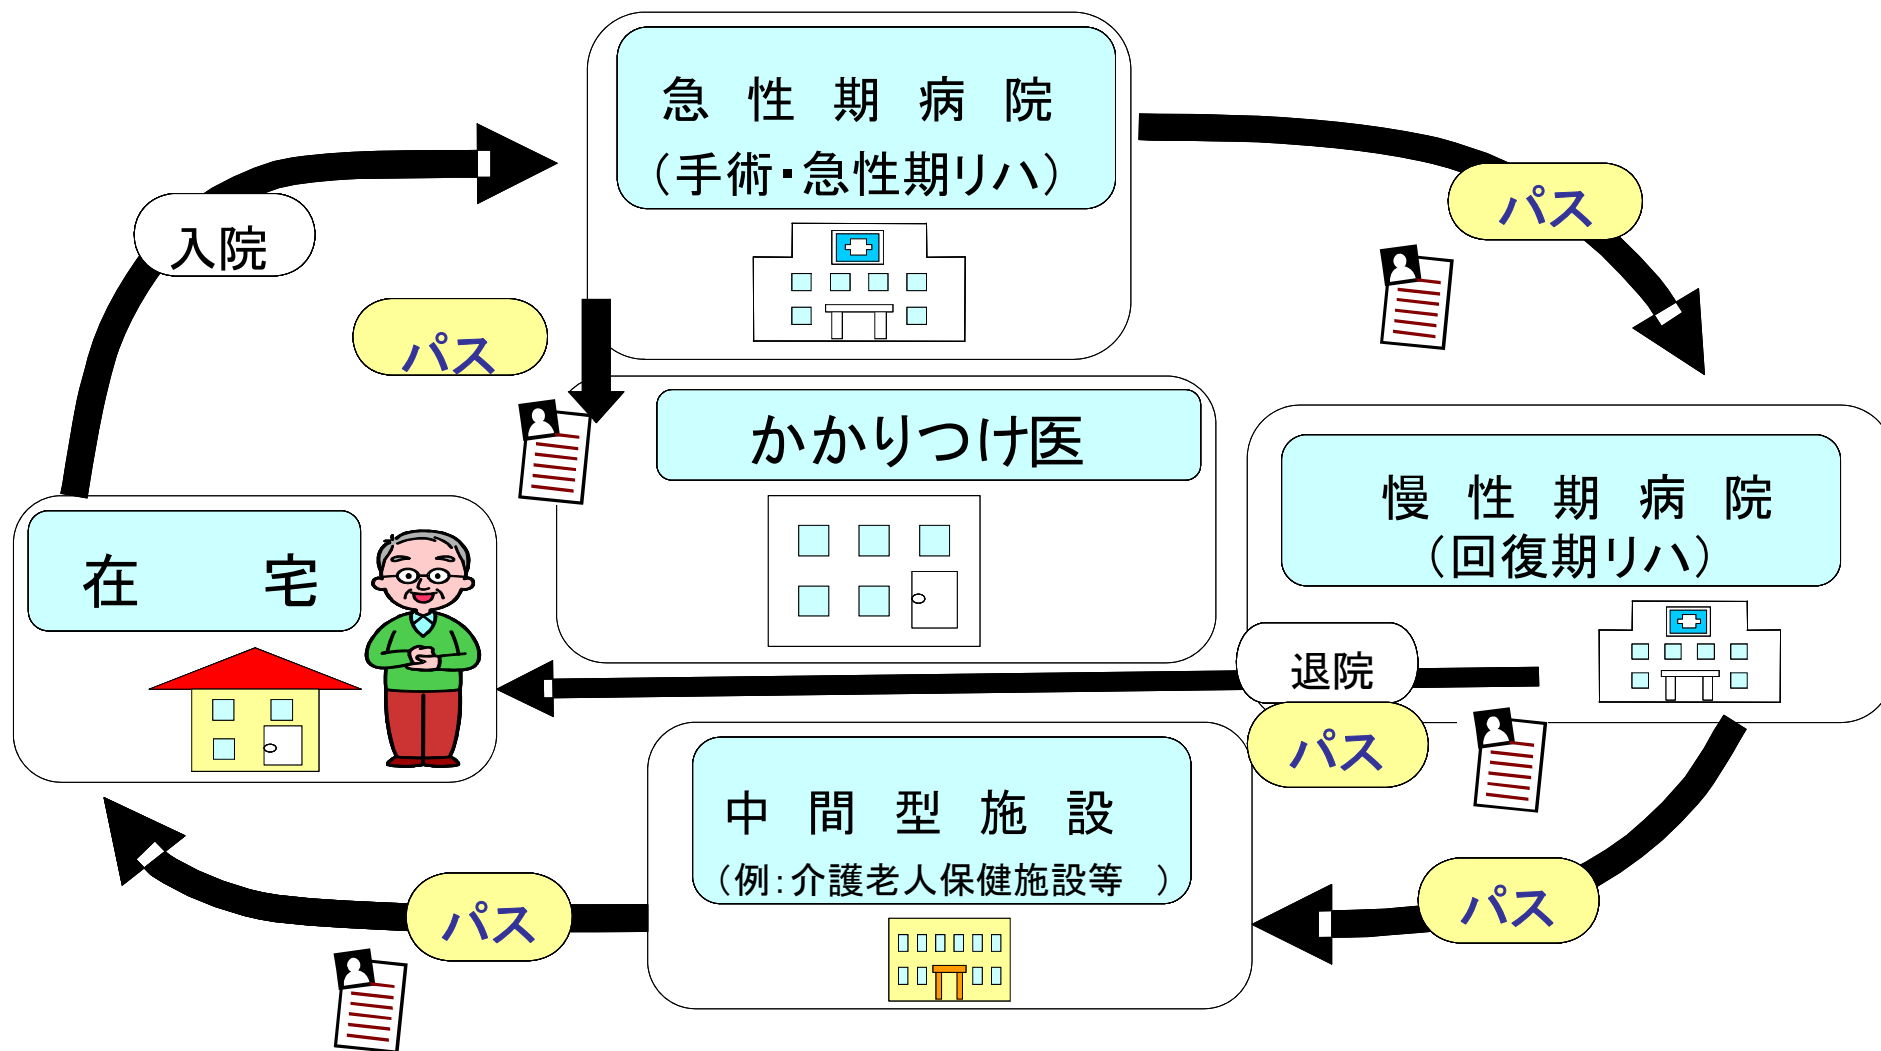 急性期病院
（手術・急性期リハ）
パス
入院
パス
かかりつけ医
慢性期病院
（回復期リハ）
在宅
退院
パス
中間型施設
（例：介護老人保健施設等　）
パス
パス